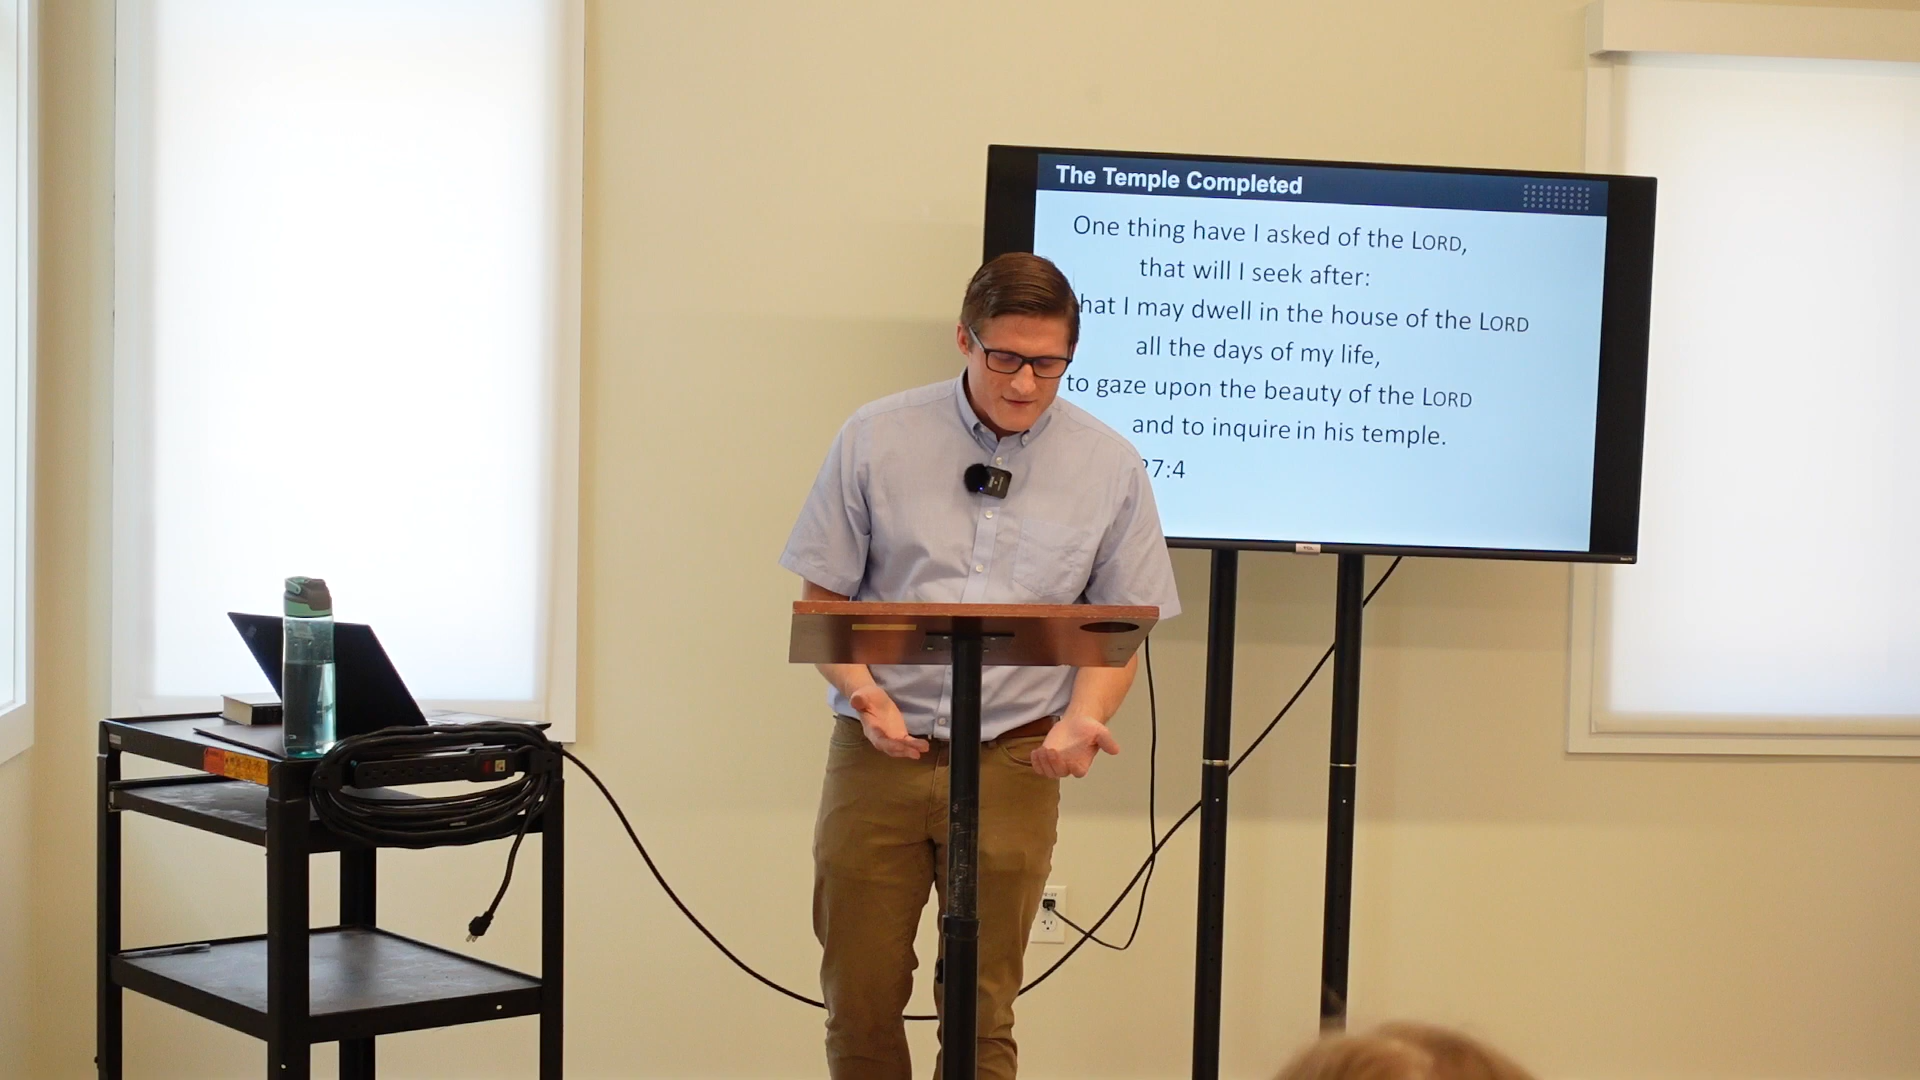 The Temple Completed
One thing have I asked of the LORD,
that will I seek after:
hat I may dwell in the house of the LORD
all the days of my life,
to gaze upon the beauty of the LORD
and to inquire in his temple.
27:4
TCL